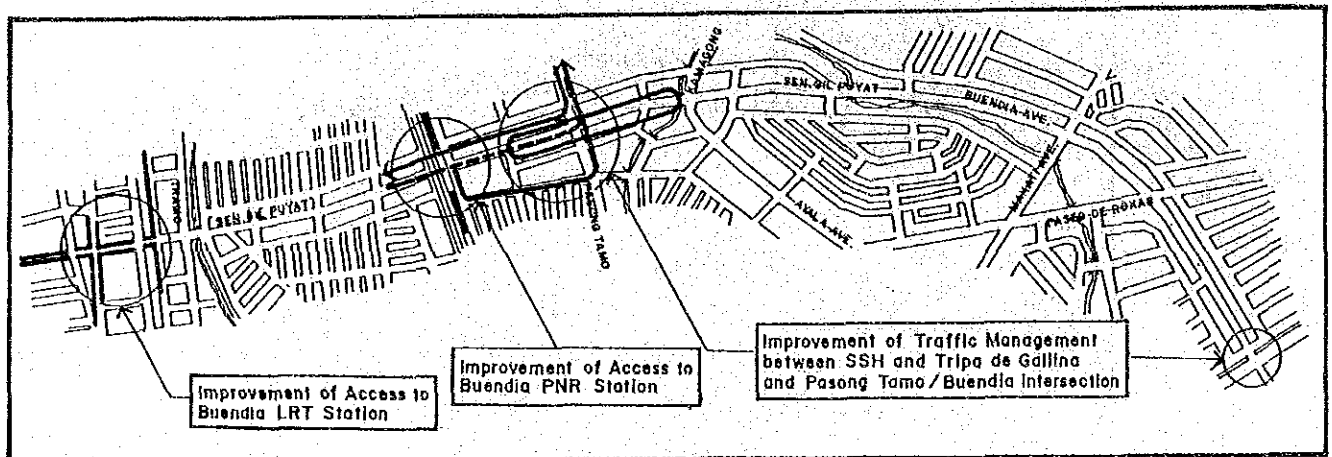 KAMAGONG
SEN. GIL PUYAT
BUENDIA AVE.
MAKATI AVE.
PASEO DE ROXAS
AYALA AVE
PASONG TAMO
(SEN. GIL PUYAT)
Improvement of Access to
Buendia LRT Station
Improvement of Access to
Buendia PNR Station
Improvement of Traffic Management
between SSH and Tripa de Gallina
and Pasong Tamo / Buendia Intersection